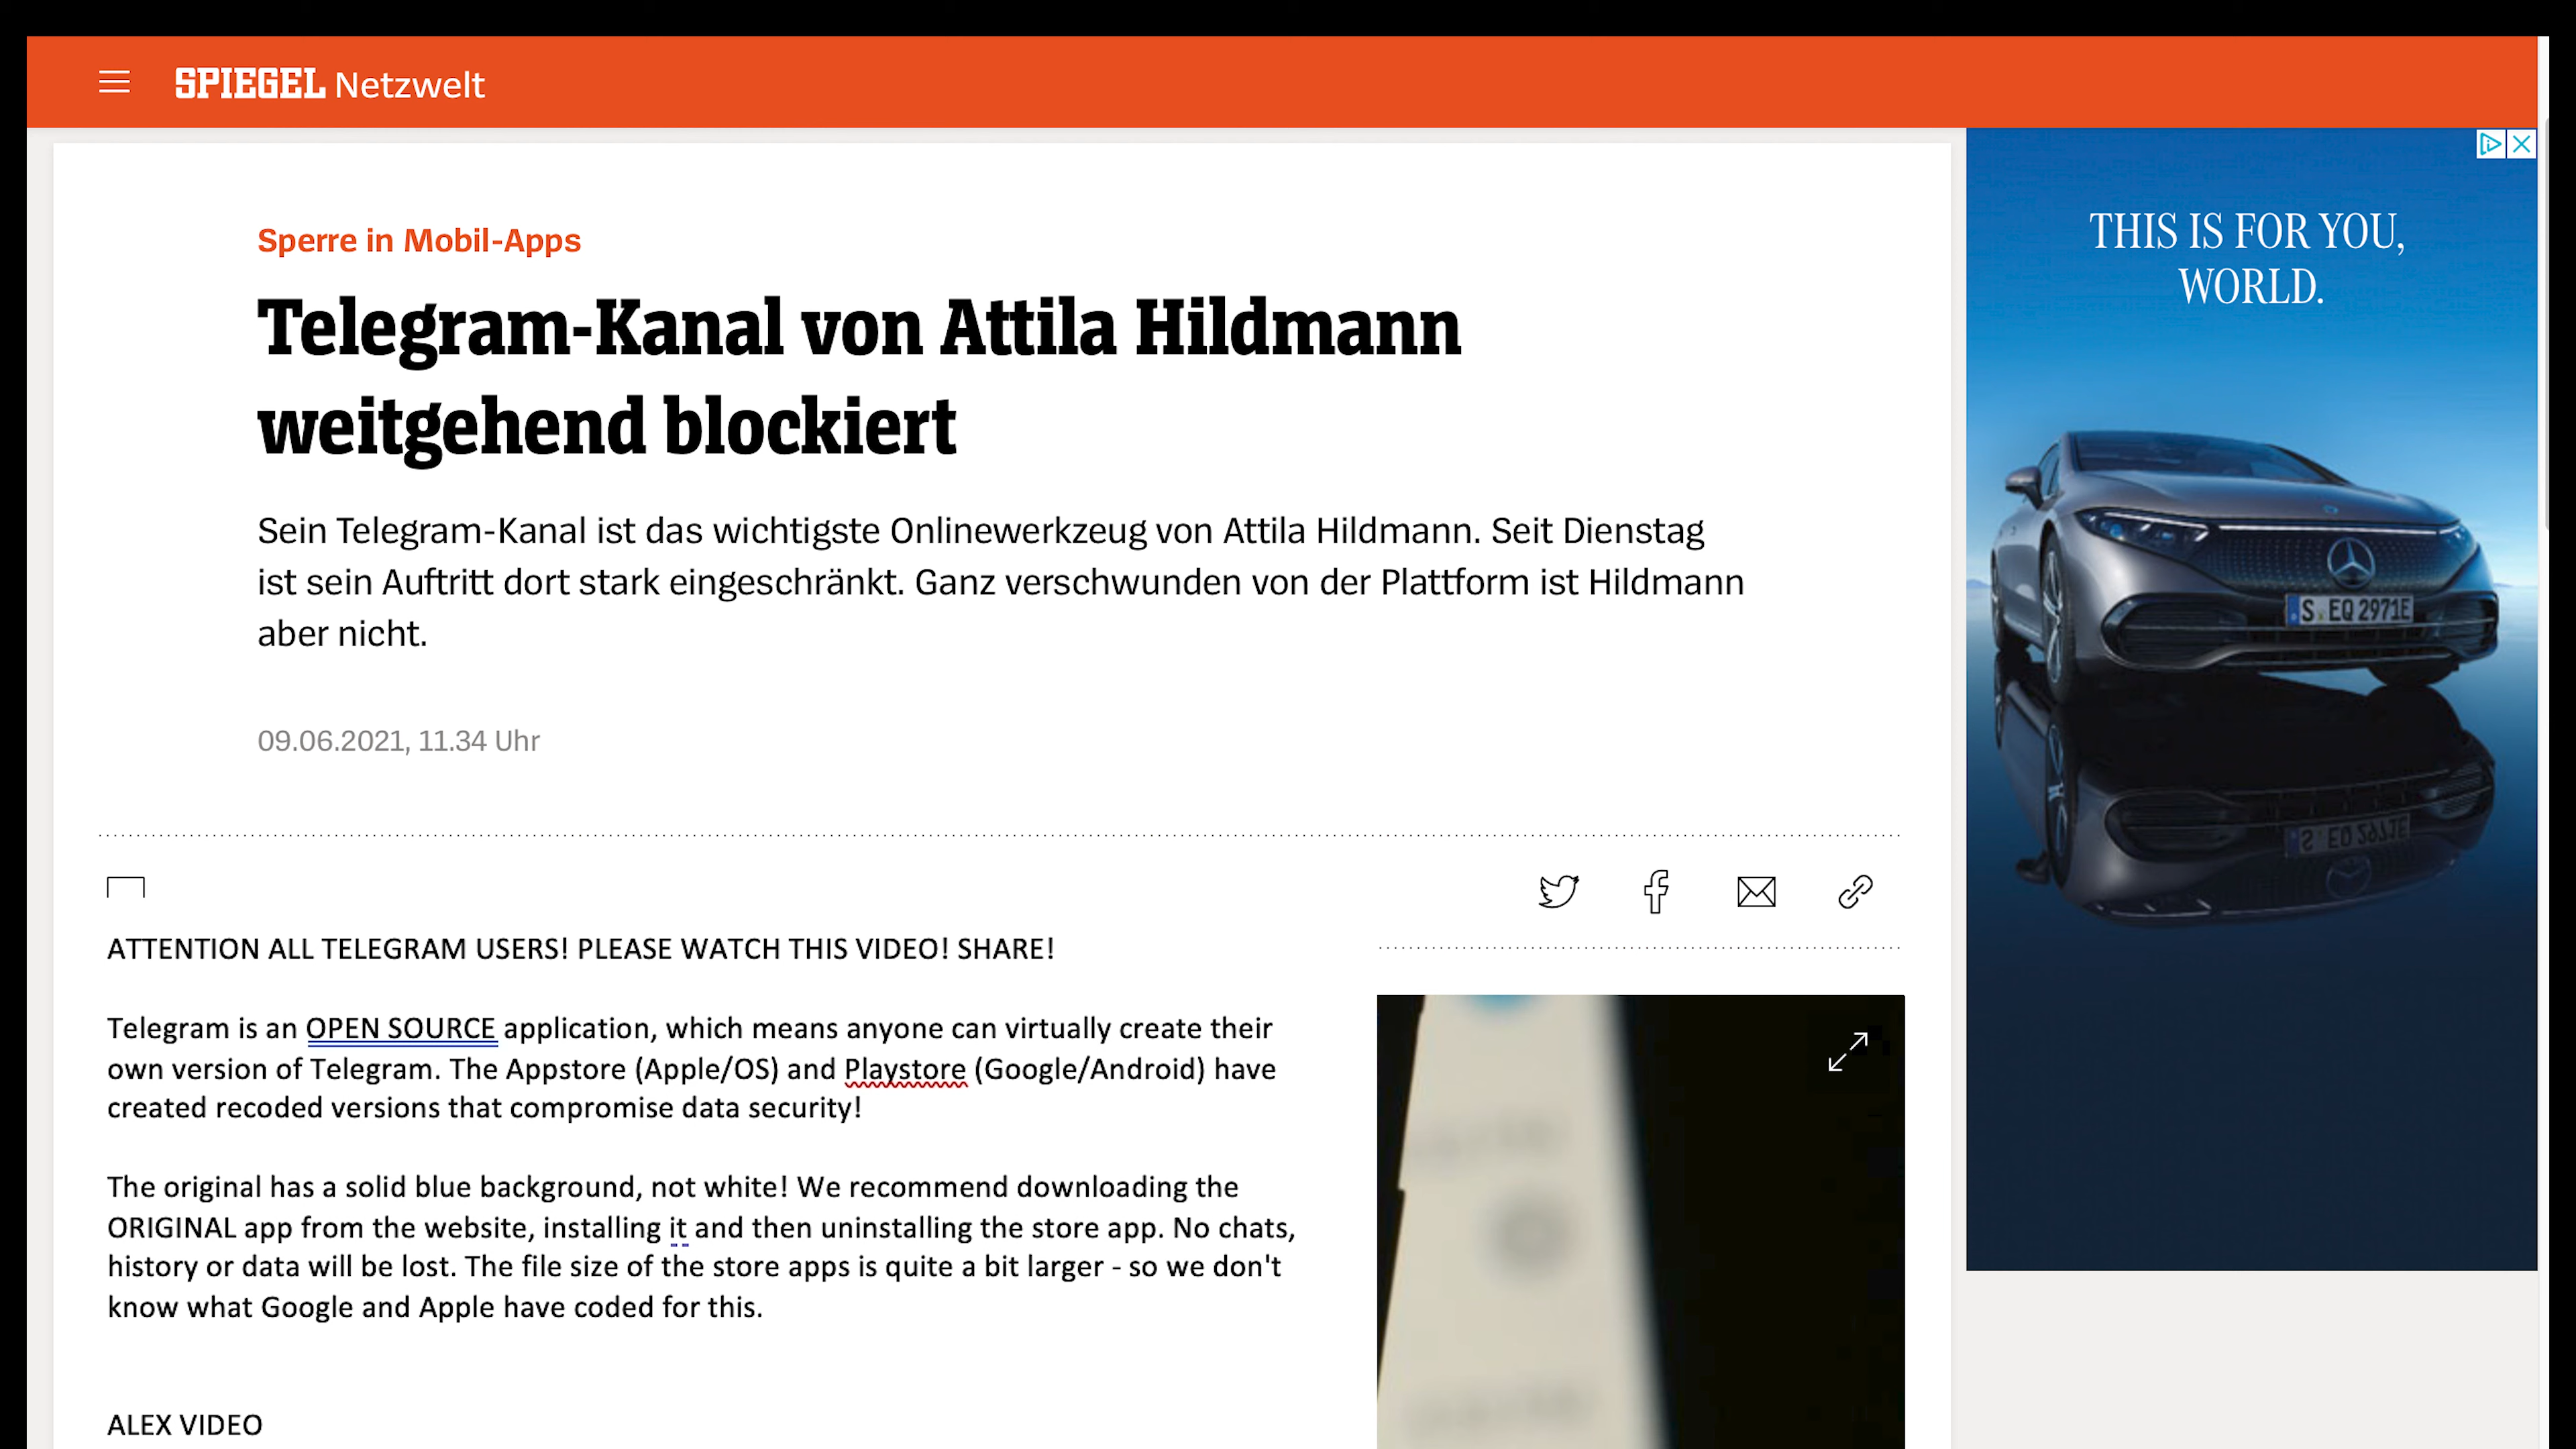 SPIEGEL Netzwelt
Sperre in Mobil-Apps
Telegram-Kanal von Attila Hildmann
weitgehend blockiert
Sein Telegram-Kanal ist das wichtigste Onlinewerkzeug von Attila Hildmann. Seit Dienstag
ist sein Auftritt dort stark eingeschränkt. Ganz verschwunden von der Plattform ist Hildmann
aber nicht.
09.06.2021, 11.34 Uhr
ATTENTION ALL TELEGRAM USERS! PLEASE WATCH THIS VIDEO! SHARE!
Telegram is an OPEN SOURCE application, which means anyone can virtually create their
own version of Telegram. The Appstore (Apple/OS) and Playstore (Google/Android) have
created recoded versions that compromise data security!
The original has a solid blue background, not white! We recommend downloading the
ORIGINAL app from the website, installing it and then uninstalling the store app. No chats,
history or data will be lost. The file size of the store apps is quite a bit larger - so we don't
know what Google and Apple have coded for this.
ALEX VIDEO
THIS IS FOR YOU,
WORLD.
S EQ 2971E